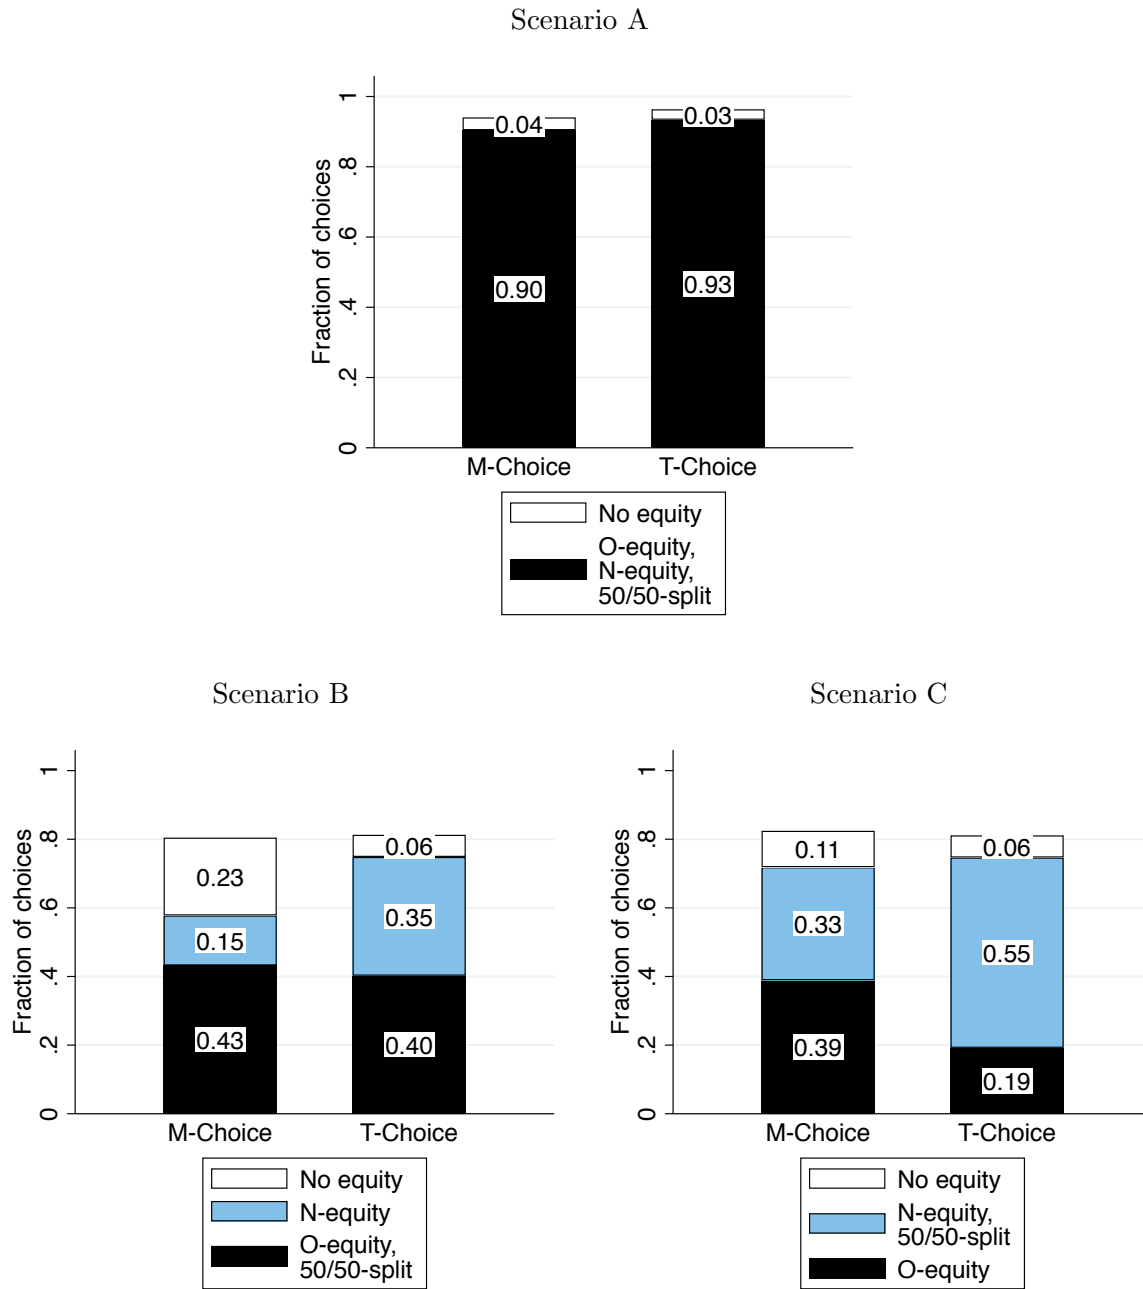 Scenario A
Fraction of choices
1
.8
.6
.4
.2
0
0.04
0.03
0.90
0.93
M-Choice
T-Choice
No equity
O-equity,
N-equity,
50/50-split
Scenario B
Fraction of choices
1
.8
.6
.4
.2
0
0.23
0.06
0.15
0.35
0.43
0.40
M-Choice
T-Choice
No equity
N-equity
O-equity,
50/50-split
Scenario C
Fraction of choices
1
.8
.6
.4
.2
0
0.11
0.06
0.33
0.55
0.39
0.19
M-Choice
T-Choice
No equity
N-equity,
50/50-split
O-equity